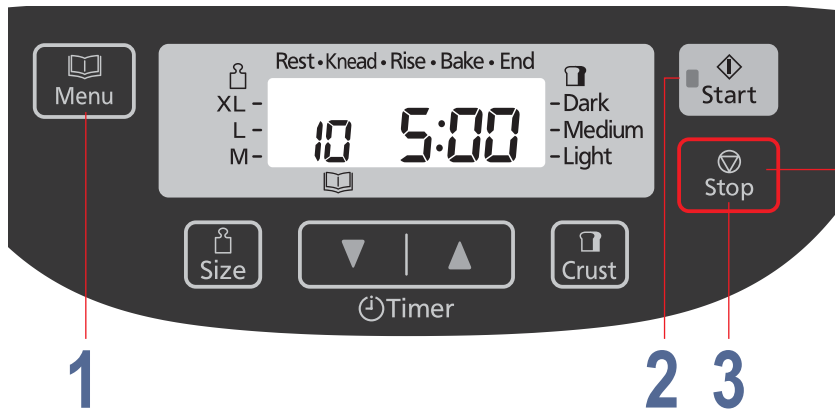 Menu
Rest • Knead • Rise • Bake • End
XL –
L –
M –
10 5:00
– Dark
– Medium
– Light
Start
Stop
Size
Timer
Crust
1
2
3